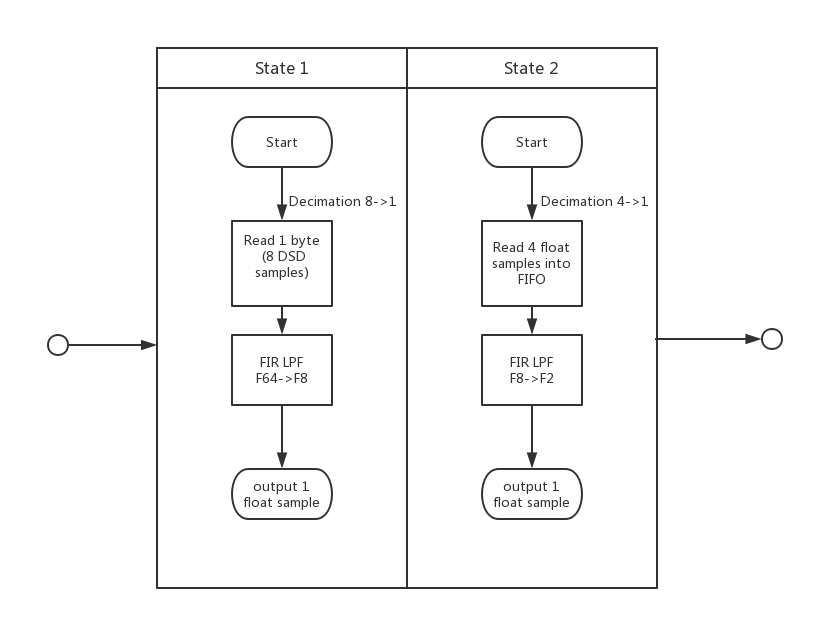 State 1
State 2
Start
Decimation 8->1
Read 1 byte
(8 DSD
samples)
FIR LPF
F64->F8
output 1
float sample
Start
Decimation 4->1
Read 4 float
samples into
FIFO
FIR LPF
F8->F2
output 1
float sample